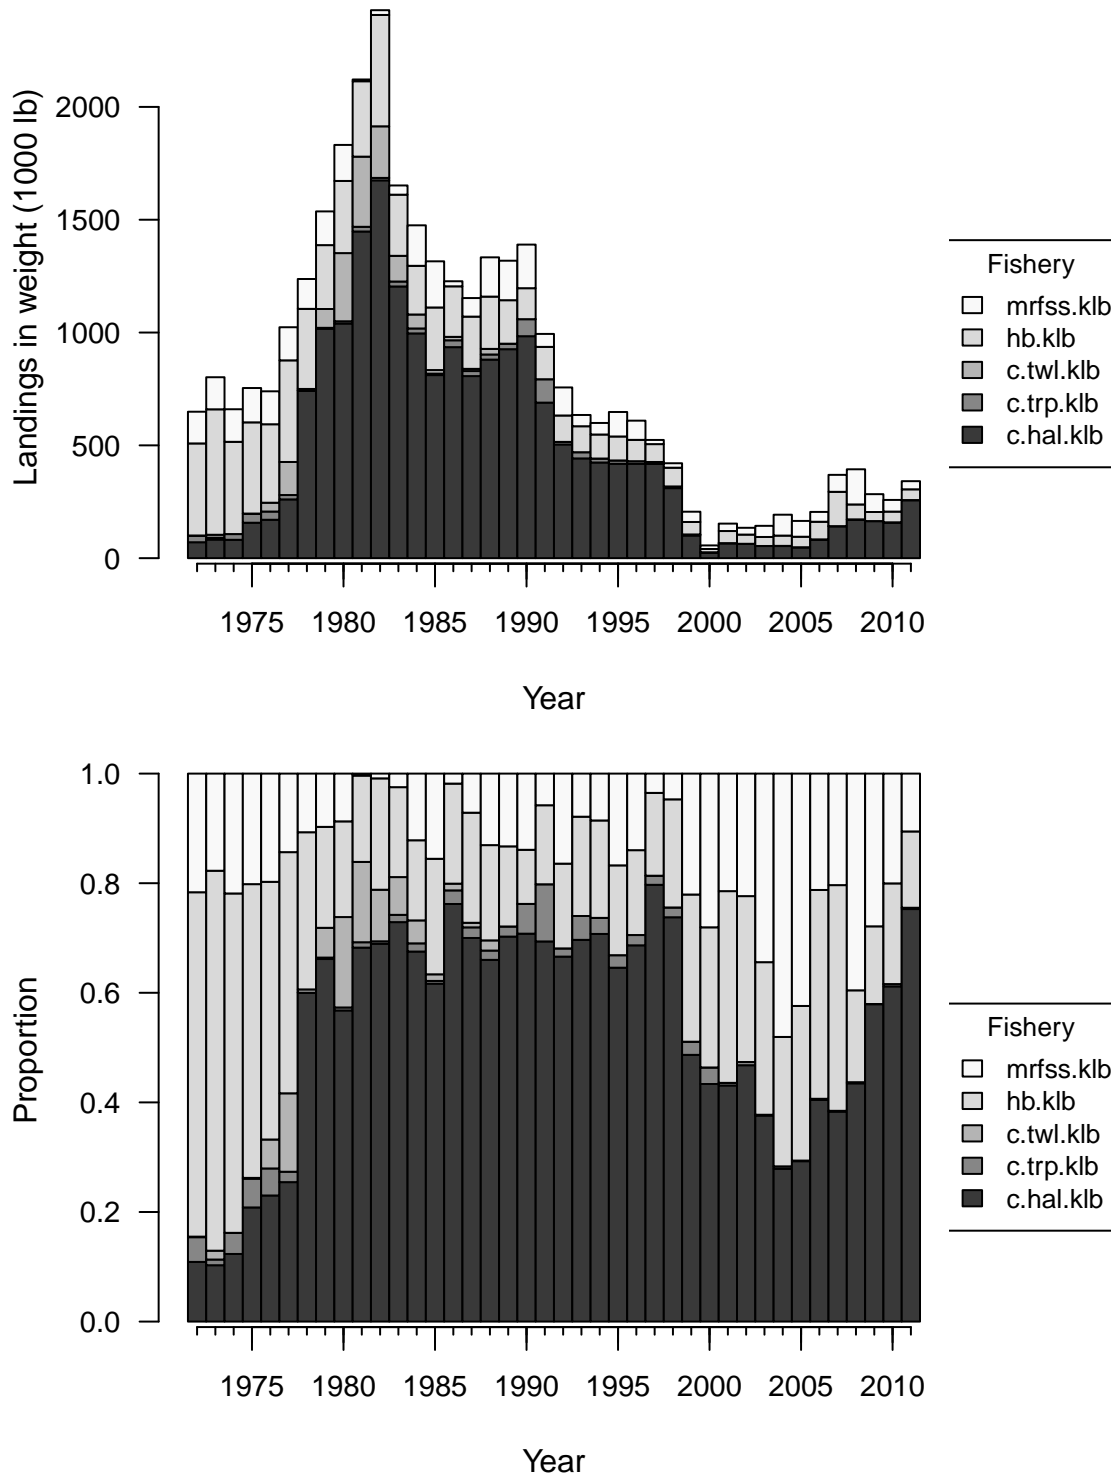 Landings in weight (1000 lb)
2000
1500
1000
500
0
1975 1980 1985 1990 1995 2000 2005 2010
Year
Fishery
mrfss.klb
hb.klb
c.twl.klb
c.trp.klb
c.hal.klb
Proportion
1.0
0.8
0.6
0.4
0.2
0.0
1975 1980 1985 1990 1995 2000 2005 2010
Year
Fishery
mrfss.klb
hb.klb
c.twl.klb
c.trp.klb
c.hal.klb